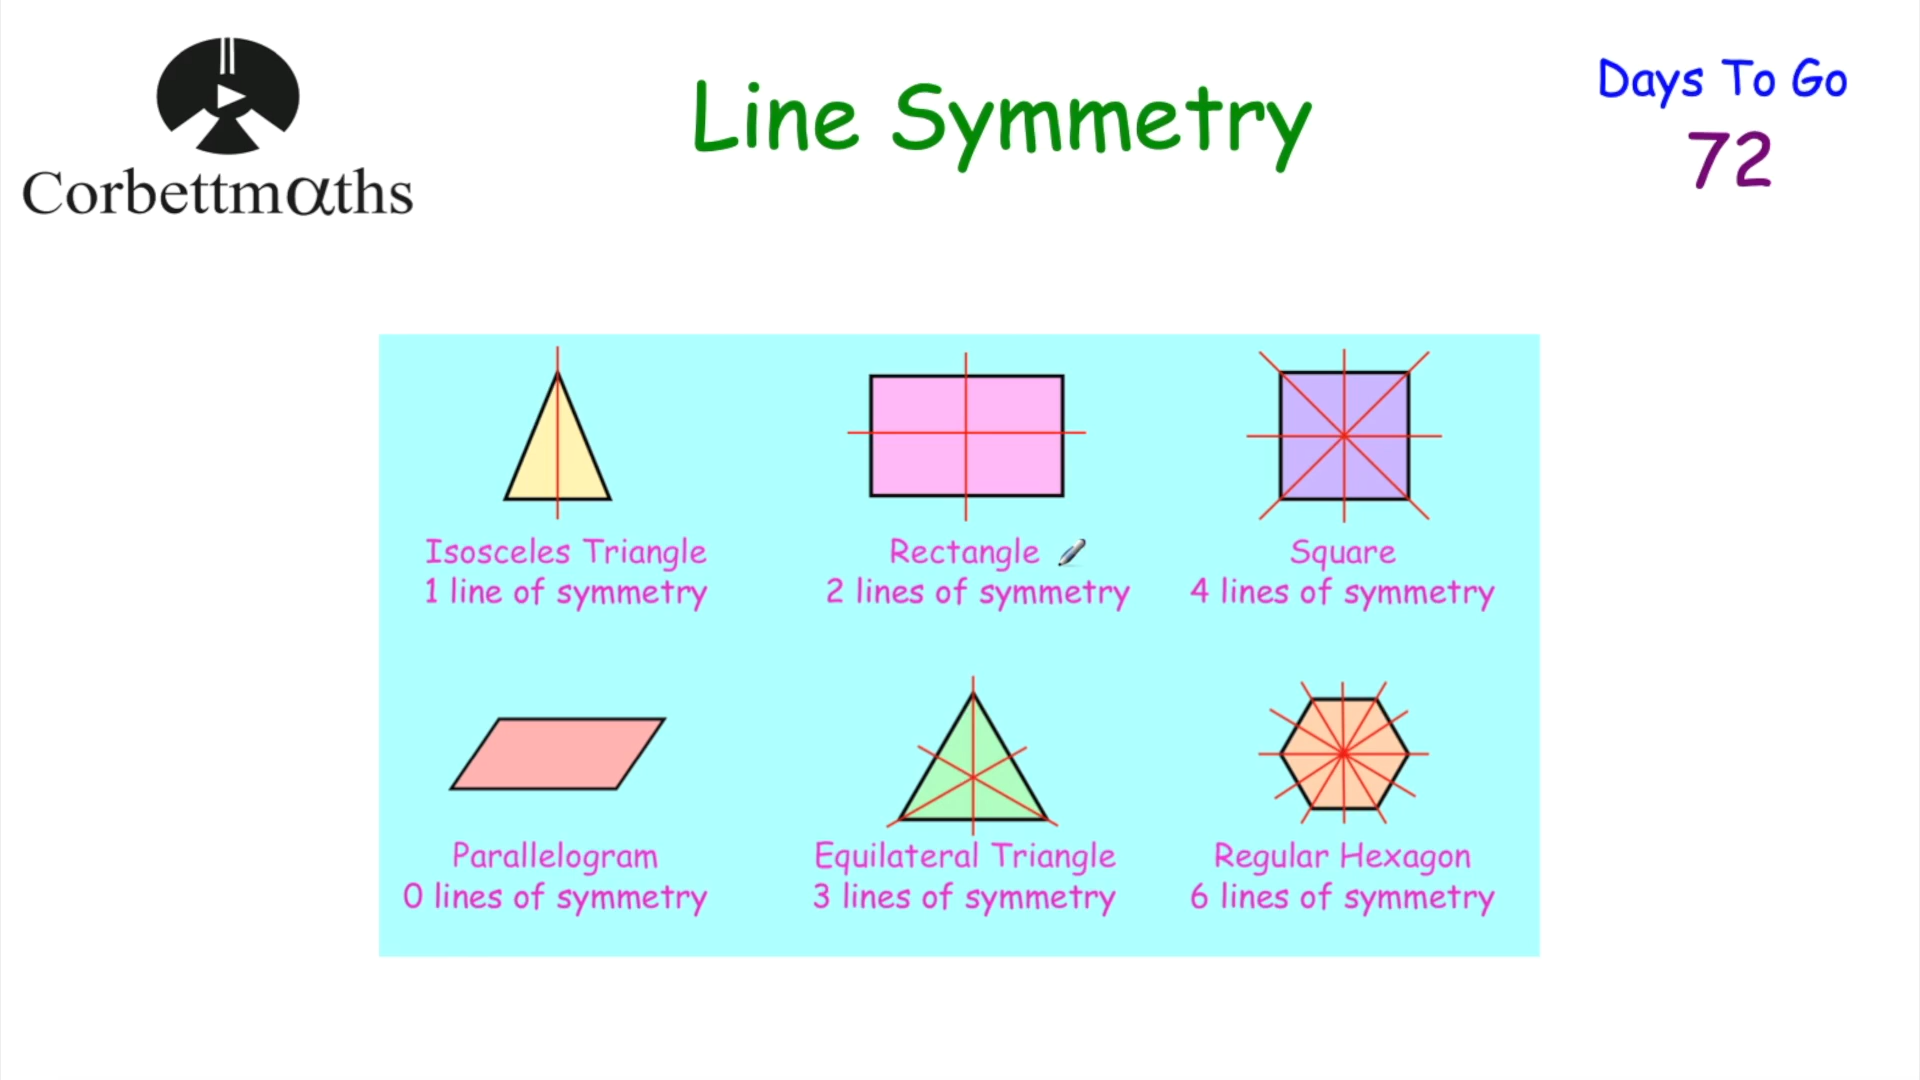 Corbettmαths
Line Symmetry
Days To Go
72
Isosceles Triangle
1 line of symmetry
Rectangle
2 lines of symmetry
Square
4 lines of symmetry
Parallelogram
0 lines of symmetry
Equilateral Triangle
3 lines of symmetry
Regular Hexagon
6 lines of symmetry